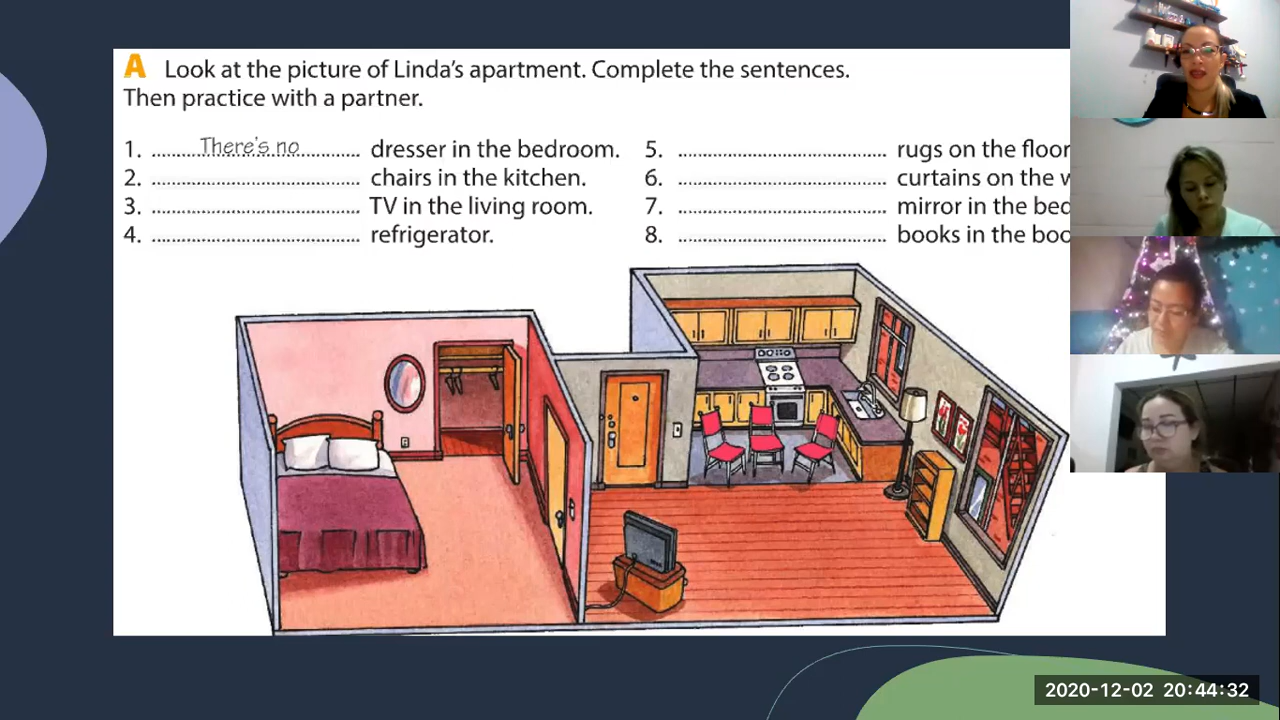 A Look at the picture of Linda's apartment. Complete the sentences.
Then practice with a partner.
1. There's no dresser in the bedroom.
2. chairs in the kitchen.
3. TV in the living room.
4. refrigerator.
5. rugs on the floor
6. curtains on the w
7. mirror in the bed
8. books in the boo
2020-12-02 20:44:32